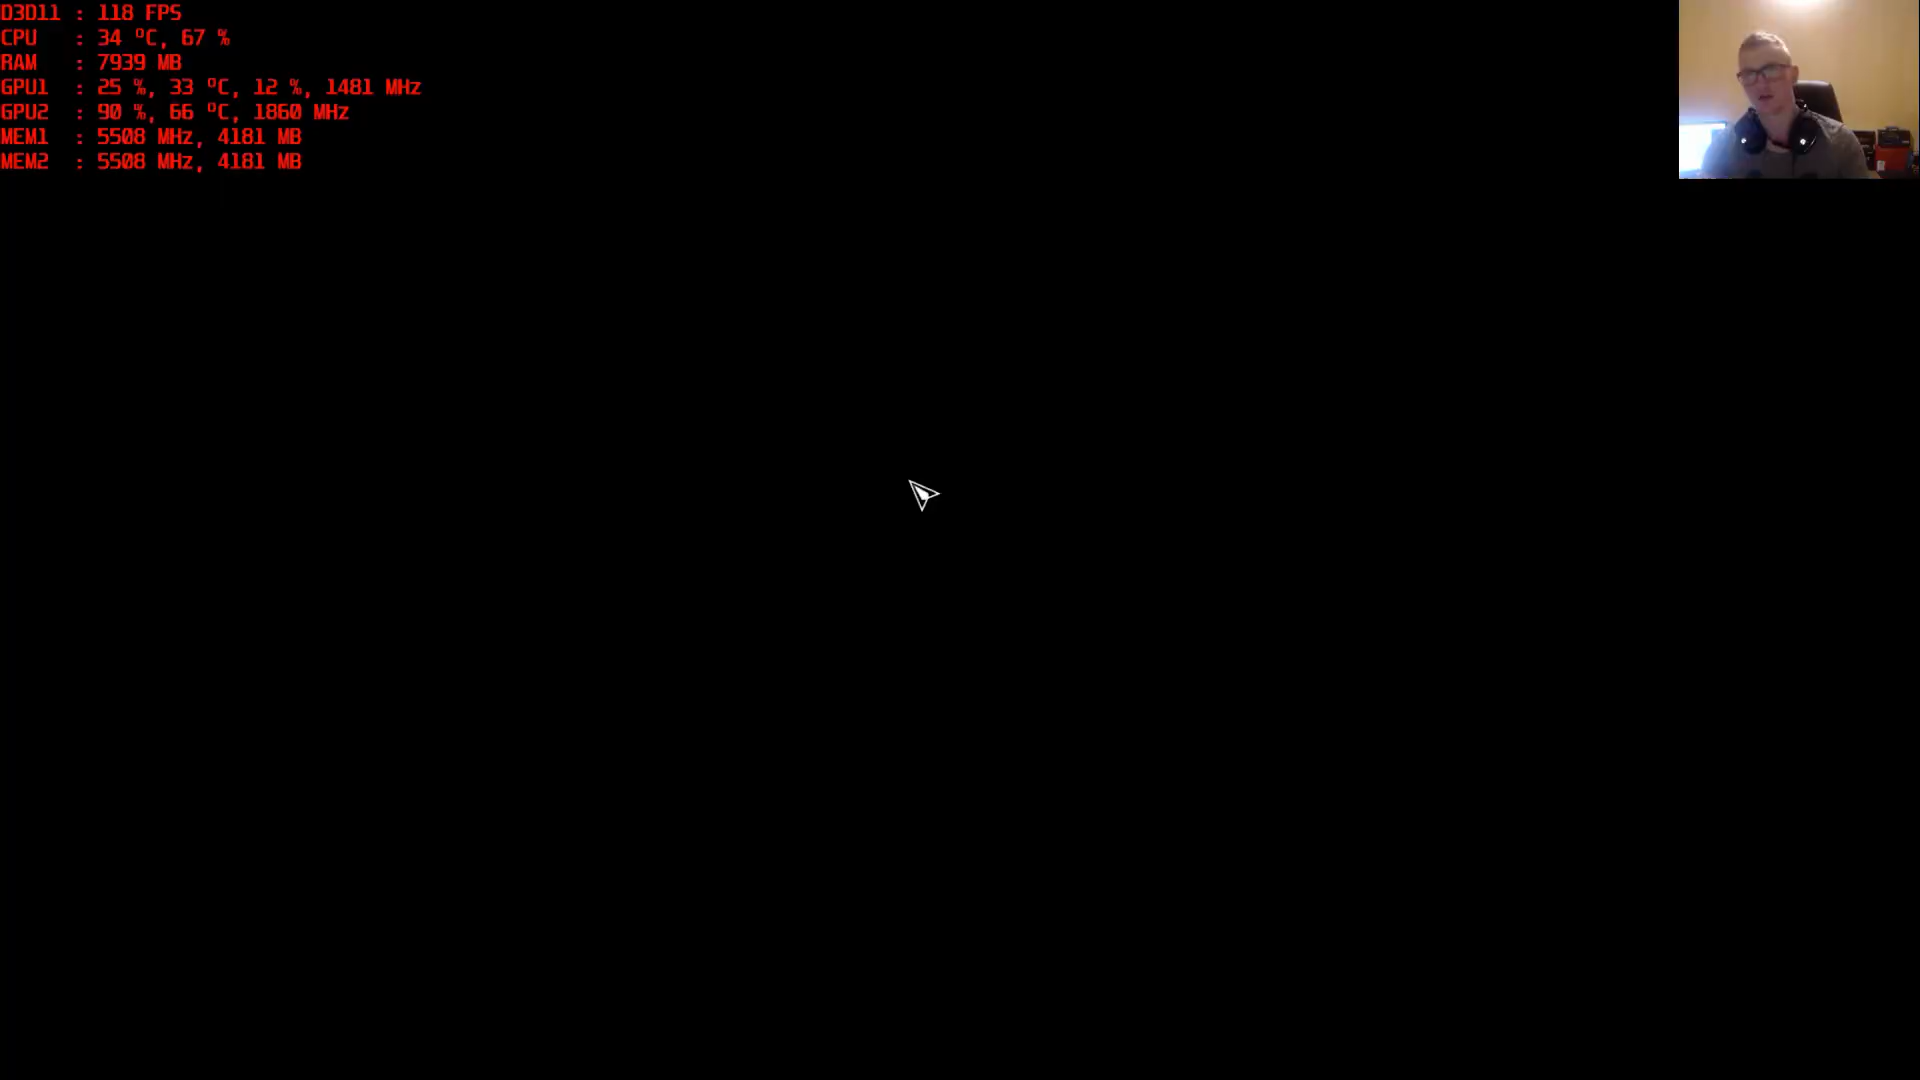 D3D11 : 118 FPS
CPU : 34 °C, 67 %
RAM : 7939 MB
GPU1 : 25 %, 33 °C, 12 %, 1481 MHz
GPU2 : 90 %, 66 °C, 1860 MHz
MEM1 : 5508 MHz, 4181 MB
MEM2 : 5508 MHz, 4181 MB